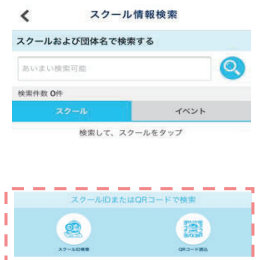 スクール情報検索
スクールおよび団体名で検索する
あいまい検索可能
検索件数 0件
スクール イベント
検索して、スクールをタップ
スクールIDまたはQRコードで検索
スクールID検索 QRコード読込